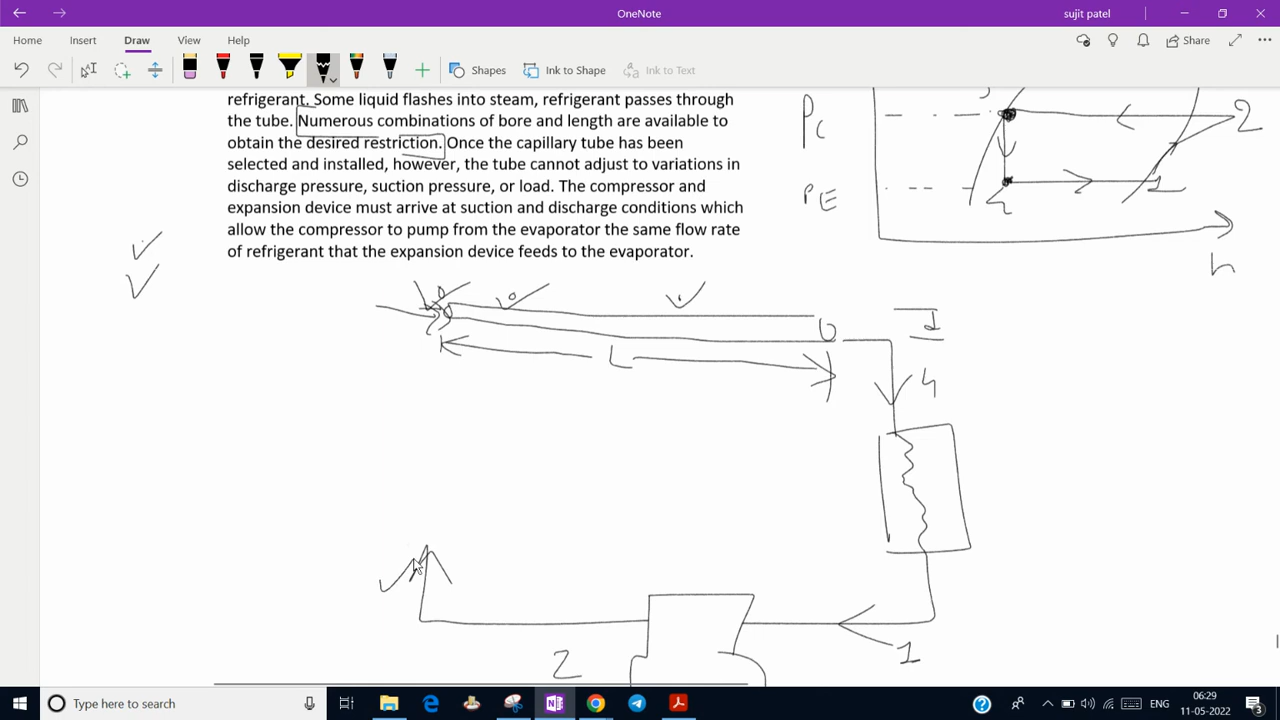 OneNote
sujit patel
Home Insert Draw View Help
Share
Shapes
Ink to Shape
Ink to Text
refrigerant. Some liquid flashes into steam, refrigerant passes through
the tube. Numerous combinations of bore and length are available to
obtain the desired restriction. Once the capillary tube has been
selected and installed, however, the tube cannot adjust to variations in
discharge pressure, suction pressure, or load. The compressor and
expansion device must arrive at suction and discharge conditions which
allow the compressor to pump from the evaporator the same flow rate
of refrigerant that the expansion device feeds to the evaporator.
Pc
2
PE
1
4
h
3
L
d
4
1
2
Type here to search
ENG
06:29
11-05-2022
3